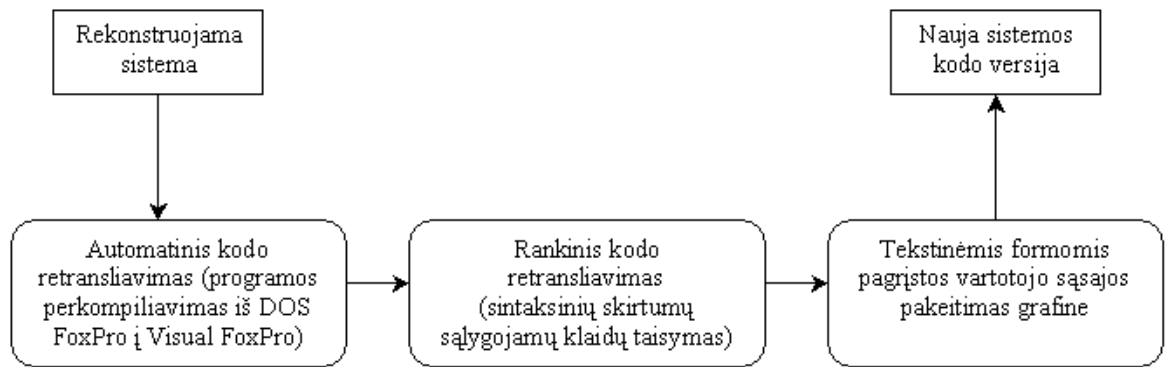 Rekonstruojama
sistema
Nauja sistemos
kodo versija
Automatinis kodo
retransliavimas (programos
perkompiliavimas iš DOS
FoxPro į Visual FoxPro)
Rankinis kodo
retransliavimas
(sintaksinių skirtumų
sąlygojamų klaidų taisymas)
Tekstinėmis formomis
pagrįstos vartotojo sąsajos
pakeitimas grafine